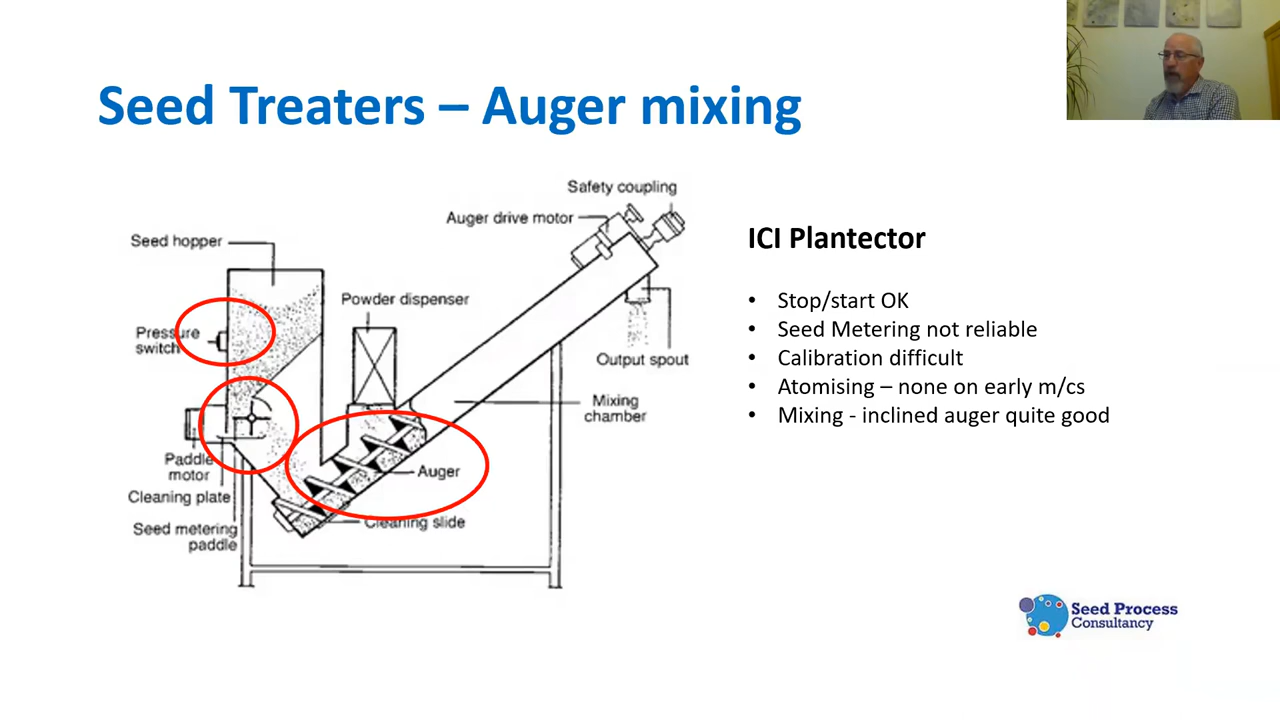 Seed Treaters – Auger mixing
Safety coupling
Auger drive motor
Seed hopper
Powder dispenser
Pressure
switch
Output spout
Mixing
chamber
Paddle
motor
Auger
Cleaning plate
Cleaning slide
Seed metering
paddle
ICI Plantector
• Stop/start OK
• Seed Metering not reliable
• Calibration difficult
• Atomising – none on early m/cs
• Mixing - inclined auger quite good
Seed Process
Consultancy